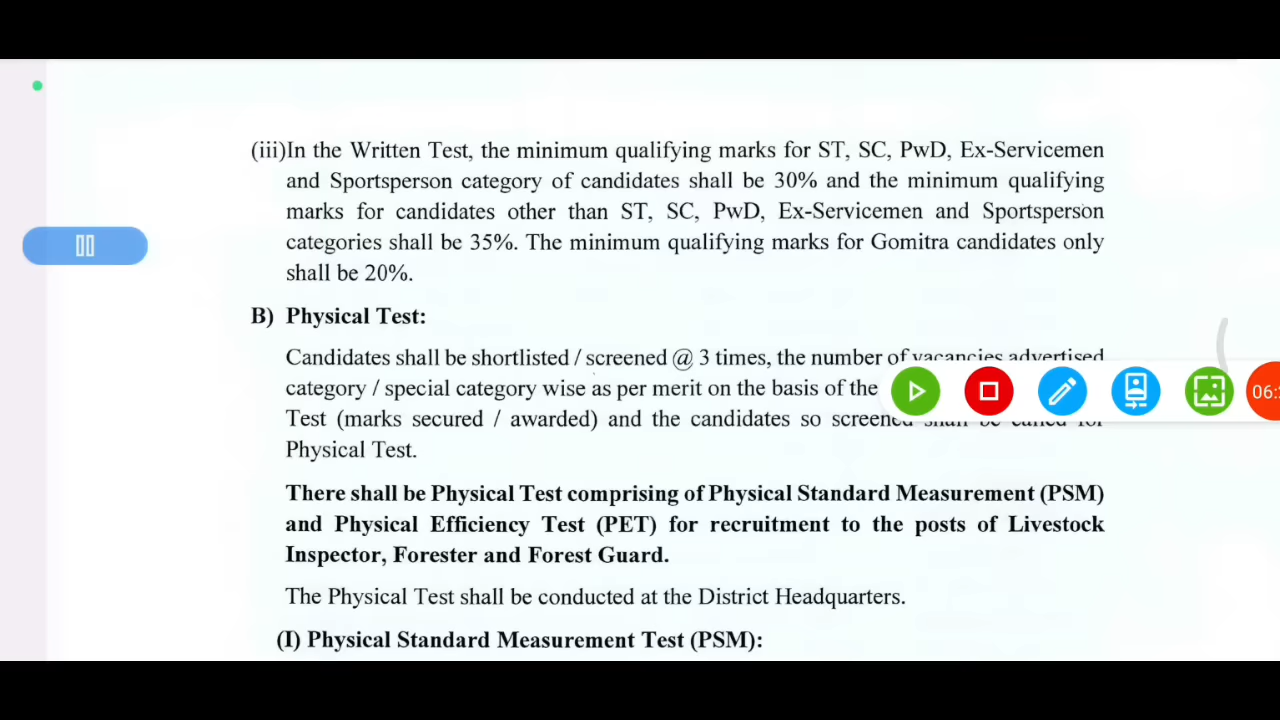 (iii)In the Written Test, the minimum qualifying marks for ST, SC, PwD, Ex-Servicemen
and Sportsperson category of candidates shall be 30% and the minimum qualifying
marks for candidates other than ST, SC, PwD, Ex-Servicemen and Sportsperson
categories shall be 35%. The minimum qualifying marks for Gomitra candidates only
shall be 20%.
B) Physical Test:
Candidates shall be shortlisted / screened @ 3 times, the number of vacancies advertised
category / special category wise as per merit on the basis of the
Test (marks secured / awarded) and the candidates so screened shall be called for
Physical Test.
There shall be Physical Test comprising of Physical Standard Measurement (PSM)
and Physical Efficiency Test (PET) for recruitment to the posts of Livestock
Inspector, Forester and Forest Guard.
The Physical Test shall be conducted at the District Headquarters.
(I) Physical Standard Measurement Test (PSM):